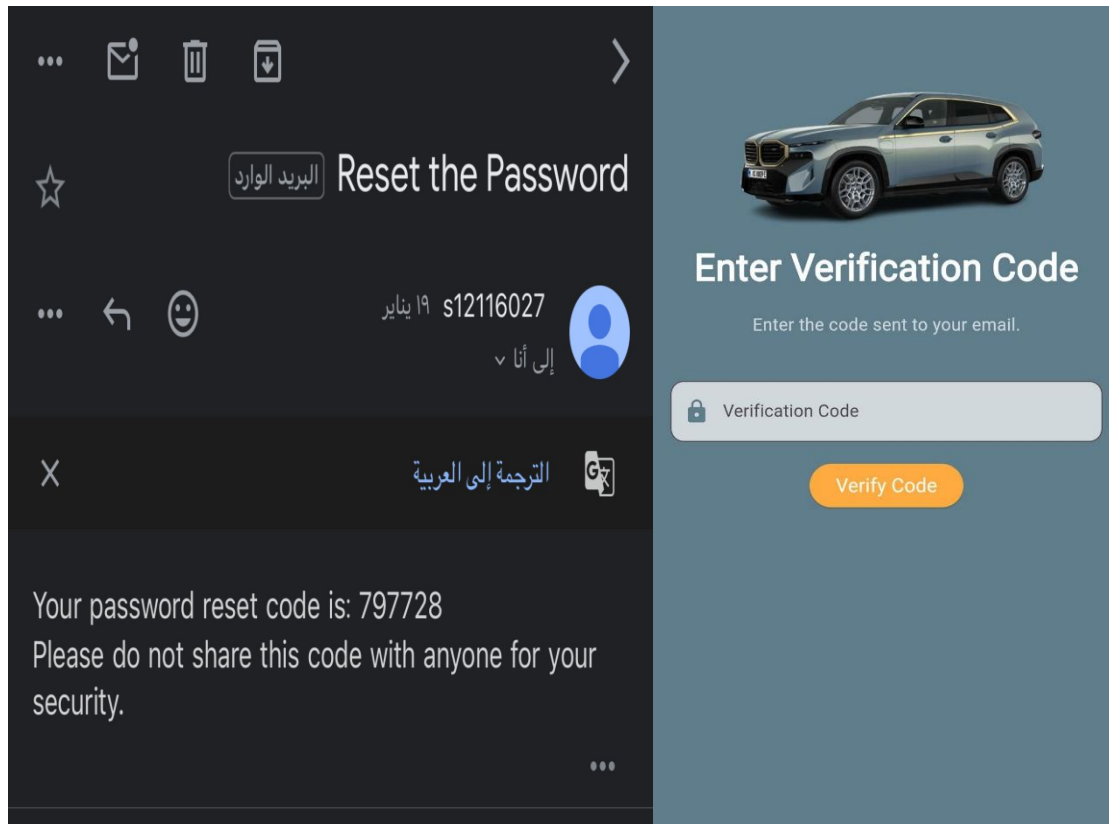 Reset the Password البريد الوارد
s12116027 ١٩ يناير
إلى أنا
الترجمة إلى العربية
Your password reset code is: 797728
Please do not share this code with anyone for your
security.
Enter Verification Code
Enter the code sent to your email.
Verification Code
Verify Code